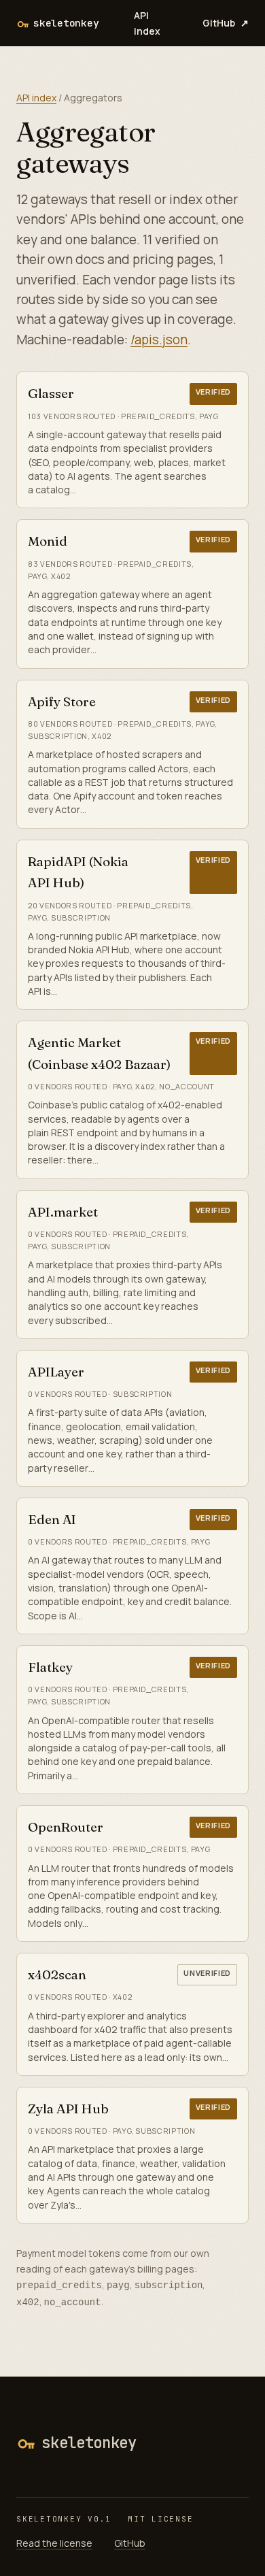 skeletonkey
API index
GitHub ↗
API index / Aggregators
Aggregator
gateways
12 gateways that resell or index other
vendors' APIs behind one account, one
key and one balance. 11 verified on
their own docs and pricing pages, 1
unverified. Each vendor page lists its
routes side by side so you can see
what a gateway gives up in coverage.
Machine-readable: /apis.json.
Glasser
VERIFIED
103 VENDORS ROUTED · PREPAID_CREDITS, PAYG
A single-account gateway that resells paid
data endpoints from specialist providers
(SEO, people/company, web, places, market
data) to AI agents. The agent searches
a catalog...
Monid
VERIFIED
83 VENDORS ROUTED · PREPAID_CREDITS,
PAYG, X402
An aggregation gateway where an agent
discovers, inspects and runs third-party
data endpoints at runtime through one key
and one wallet, instead of signing up with
each provider...
Apify Store
VERIFIED
80 VENDORS ROUTED · PREPAID_CREDITS, PAYG,
SUBSCRIPTION, X402
A marketplace of hosted scrapers and
automation programs called Actors, each
callable as a REST job that returns structured
data. One Apify account and token reaches
every Actor...
RapidAPI (Nokia
API Hub)
VERIFIED
20 VENDORS ROUTED · PREPAID_CREDITS,
PAYG, SUBSCRIPTION
A long-running public API marketplace, now
branded Nokia API Hub, where one account
key proxies requests to thousands of third-
party APIs listed by their publishers. Each
API is...
Agentic Market
(Coinbase x402 Bazaar)
VERIFIED
0 VENDORS ROUTED · PAYG, X402, NO_ACCOUNT
Coinbase's public catalog of x402-enabled
services, readable by agents over a
plain REST endpoint and by humans in a
browser. It is a discovery index rather than a
reseller: there...
API.market
VERIFIED
0 VENDORS ROUTED · PREPAID_CREDITS,
PAYG, SUBSCRIPTION
A marketplace that proxies third-party APIs
and AI models through its own gateway,
handling auth, billing, rate limiting and
analytics so one account key reaches
every subscribed...
APILayer
VERIFIED
0 VENDORS ROUTED · SUBSCRIPTION
A first-party suite of data APIs (aviation,
finance, geolocation, email validation,
news, weather, scraping) sold under one
account and one key, rather than a third-
party reseller...
Eden AI
VERIFIED
0 VENDORS ROUTED · PREPAID_CREDITS, PAYG
An AI gateway that routes to many LLM and
specialist-model vendors (OCR, speech,
vision, translation) through one OpenAI-
compatible endpoint, key and credit balance.
Scope is AI...
Flatkey
VERIFIED
0 VENDORS ROUTED · PREPAID_CREDITS,
PAYG, SUBSCRIPTION
An OpenAI-compatible router that resells
hosted LLMs from many model vendors
alongside a catalog of pay-per-call tools, all
behind one key and one prepaid balance.
Primarily a...
OpenRouter
VERIFIED
0 VENDORS ROUTED · PREPAID_CREDITS, PAYG
An LLM router that fronts hundreds of models
from many inference providers behind
one OpenAI-compatible endpoint and key,
adding fallbacks, routing and cost tracking.
Models only...
x402scan
UNVERIFIED
0 VENDORS ROUTED · X402
A third-party explorer and analytics
dashboard for x402 traffic that also presents
itself as a marketplace of paid agent-callable
services. Listed here as a lead only: its own...
Zyla API Hub
VERIFIED
0 VENDORS ROUTED · PAYG, SUBSCRIPTION
An API marketplace that proxies a large
catalog of data, finance, weather, validation
and AI APIs through one gateway and one
key. Agents can reach the whole catalog
over Zyla's...
Payment model tokens come from our own
reading of each gateway's billing pages:
prepaid_credits, payg, subscription,
x402, no_account.
skeletonkey
SKELETONKEY V0.1 MIT LICENSE
Read the license GitHub